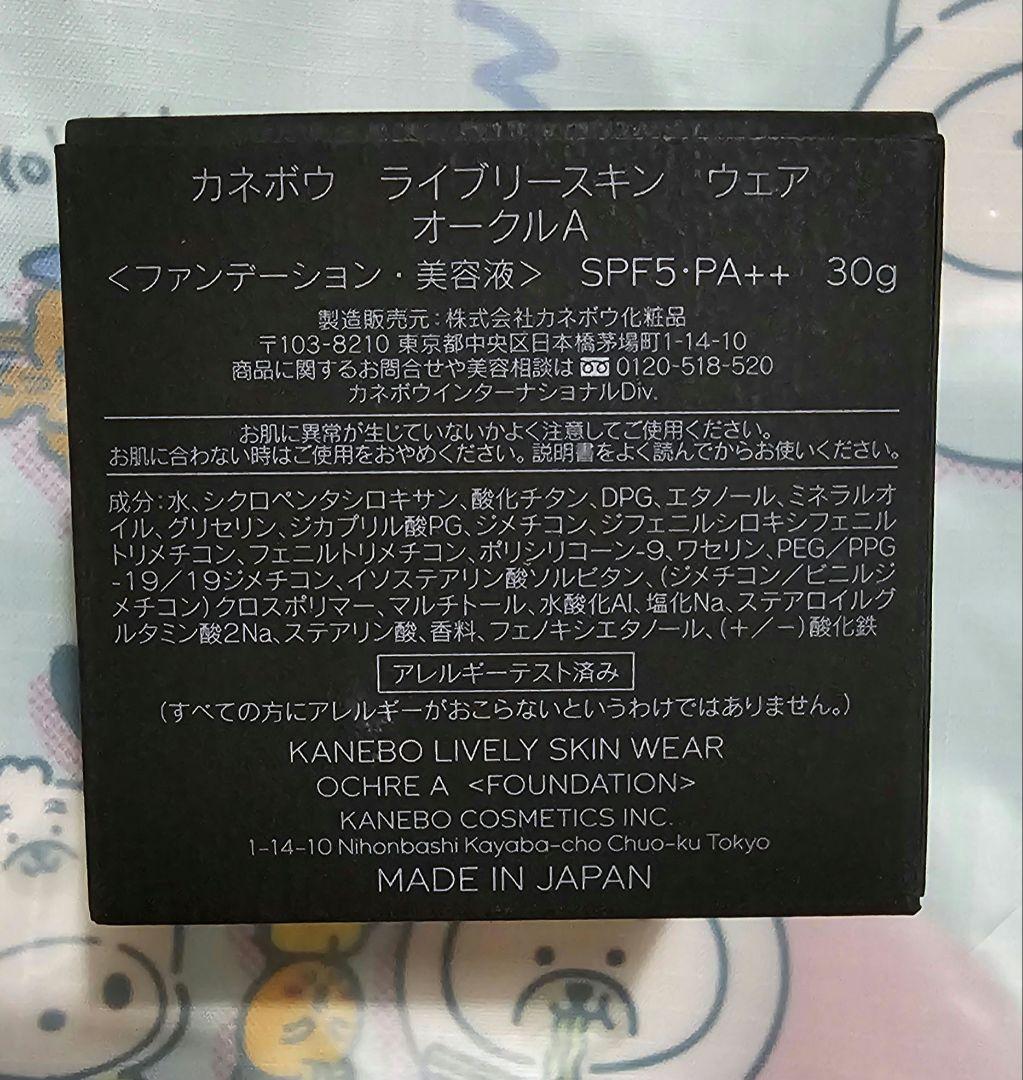 カネボウ ライブリースキン ウェア
オークルA
<ファンデーション・美容液> SPF5・PA++ 30g
製造販売元:株式会社カネボウ化粧品
〒103-8210 東京都中央区日本橋茅場町1-14-10
商品に関するお問合せや美容相談は 0120-518-520
カネボウインターナショナルDiv.
お肌に異常が生じていないかよく注意してご使用ください。
お肌に合わない時はご使用をおやめください。説明書をよく読んでからお使いください。
成分:水、シクロペンタシロキサン、酸化チタン、DPG、エタノール、ミネラルオ
イル、グリセリン、ジカプリル酸PG、ジメチコン、ジフェニルシロキシフェニル
トリメチコン、フェニルトリメチコン、ポリシリコーン-9、ワセリン、PEG/PPG
-19/19ジメチコン、イソステアリン酸ソルビタン、(ジメチコン/ビニルジ
メチコン)クロスポリマー、マルチトール、水酸化Al、塩化Na、ステアロイルグ
ルタミン酸2Na、ステアリン酸、香料、フェノキシエタノール、(+/-)酸化鉄
アレルギーテスト済み
(すべての方にアレルギーがおこらないというわけではありません。)
KANEBO LIVELY SKIN WEAR
OCHRE A <FOUNDATION>
KANEBO COSMETICS INC.
1-14-10 Nihonbashi Kayaba-cho Chuo-ku Tokyo
MADE IN JAPAN